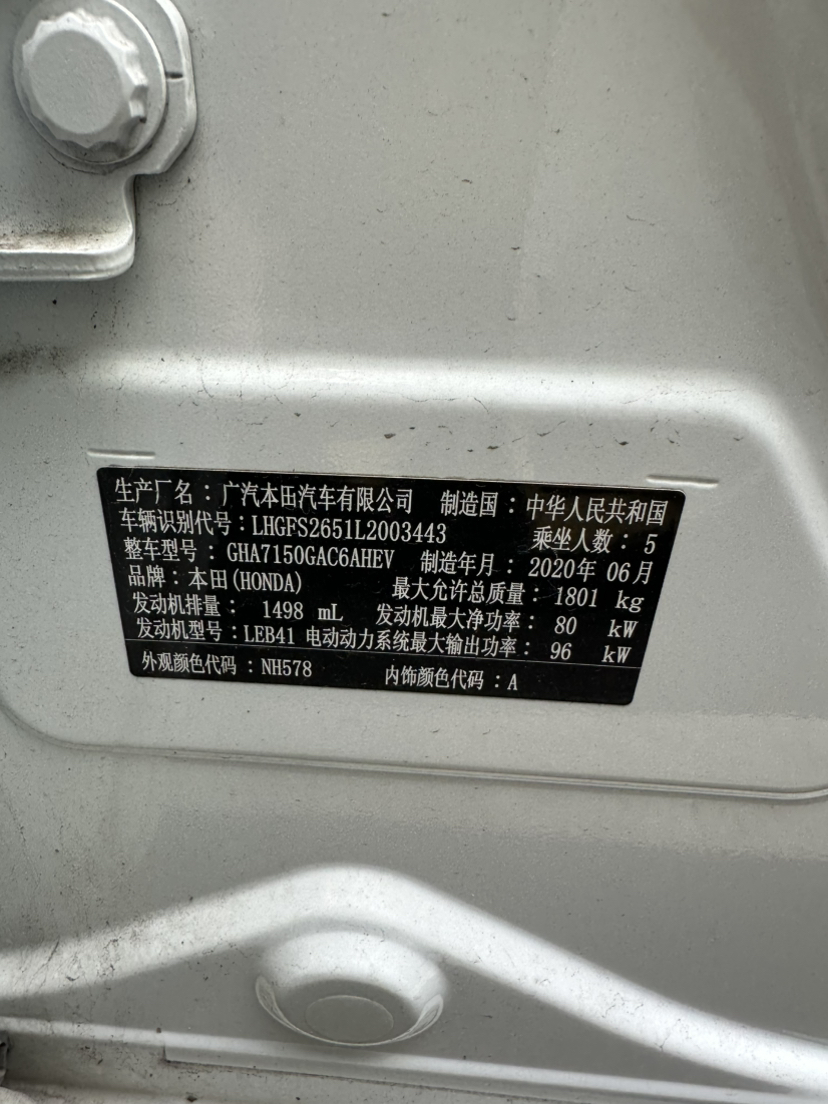 生产厂名：广汽本田汽车有限公司 制造国：中华人民共和国
车辆识别代号：LHGFS2651L2003443 乘坐人数：5
整车型号：GHA7150GAC6AHEV 制造年月：2020年 06月
品牌：本田(HONDA) 最大允许总质量：1801 kg
发动机排量：1498 mL 发动机最大净功率：80 kW
发动机型号：LEB41 电动动力系统最大输出功率：96 kW
外观颜色代码：NH578 内饰颜色代码：A